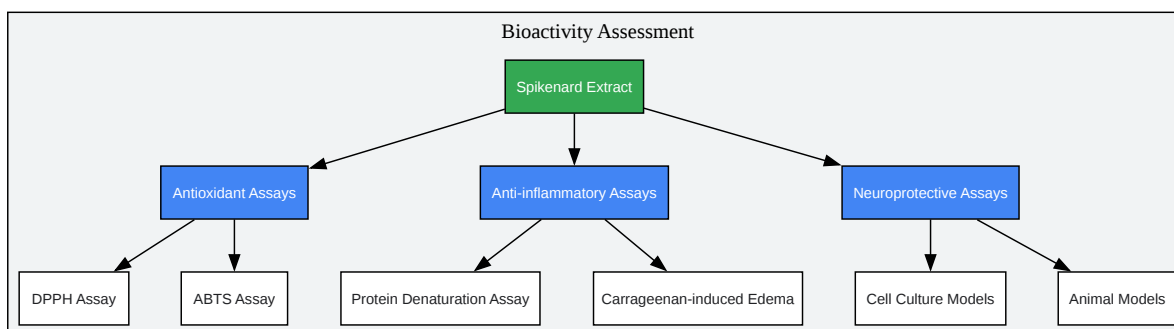 Bioactivity Assessment
Spikenard Extract
Antioxidant Assays
Anti-inflammatory Assays
Neuroprotective Assays
DPPH Assay
ABTS Assay
Protein Denaturation Assay
Carrageenan-induced Edema
Cell Culture Models
Animal Models